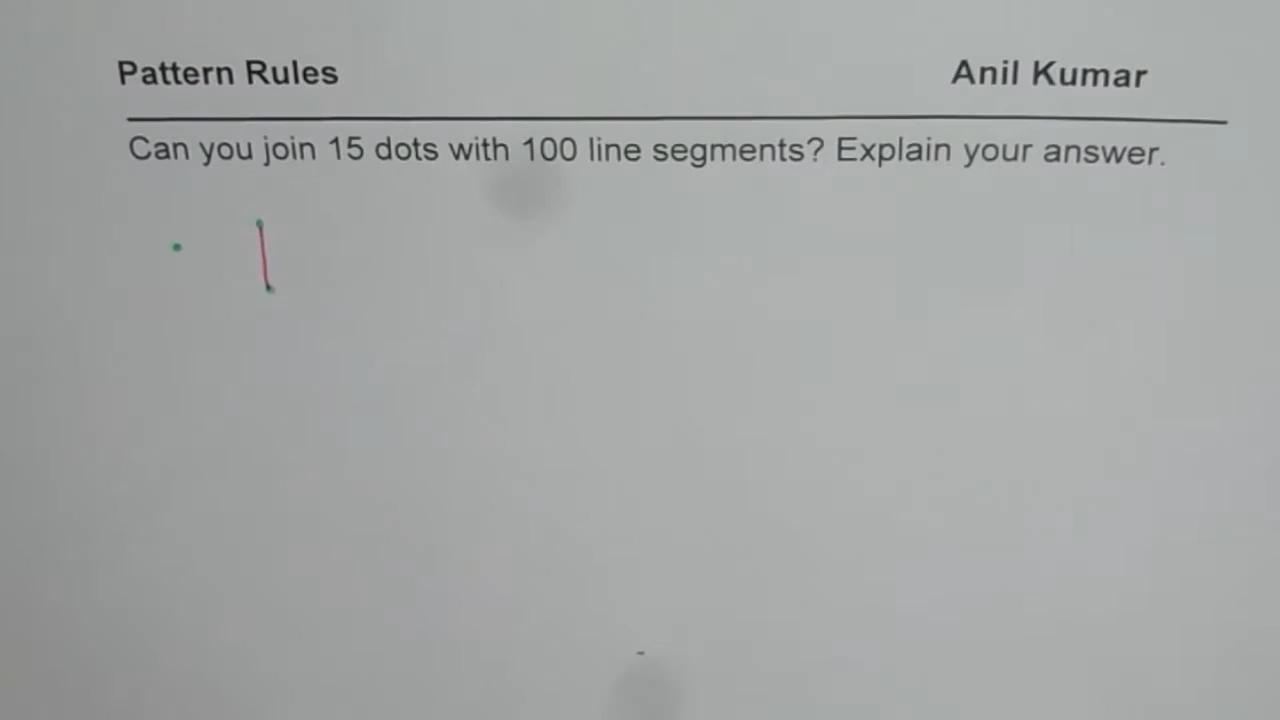 Pattern Rules Anil Kumar
Can you join 15 dots with 100 line segments? Explain your answer.